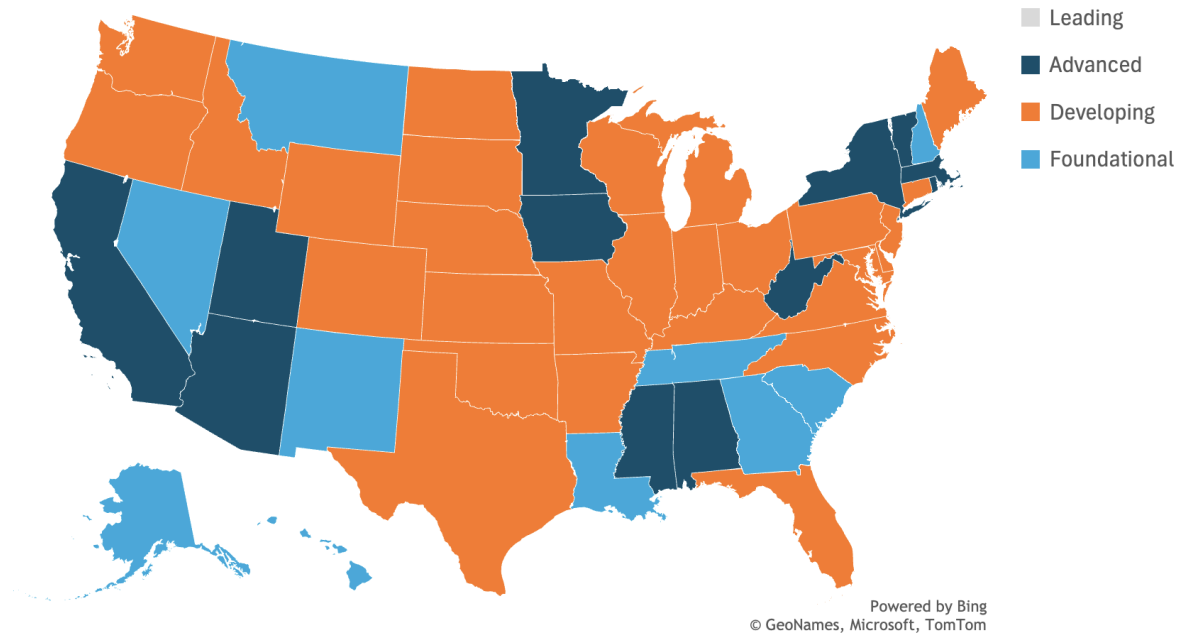 Leading
Advanced
Developing
Foundational
Powered by Bing
© GeoNames, Microsoft, TomTom